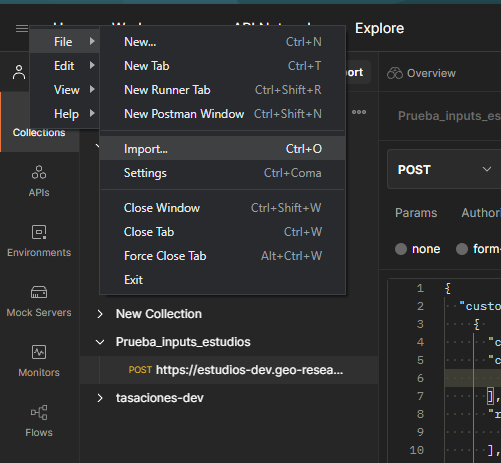 Explore
File
Edit
View
Help
New... Ctrl+N
New Tab Ctrl+T
New Runner Tab Ctrl+Shift+R
New Postman Window Ctrl+Shift+N
Import... Ctrl+O
Settings Ctrl+Coma
Close Window Ctrl+Shift+W
Close Tab Ctrl+W
Force Close Tab Alt+Ctrl+W
Exit
Overview
Collections
APIs
Environments
Mock Servers
Monitors
Flows
New Collection
Prueba_inputs_estudios
POST https://estudios-dev.geo-resea...
tasaciones-dev
Prueba_inputs_es
POST
Params Authori
none form-
1 {
2 "custo
3 {
4 "c
5 "c
6
7 ],
8 "r
9
10 ],